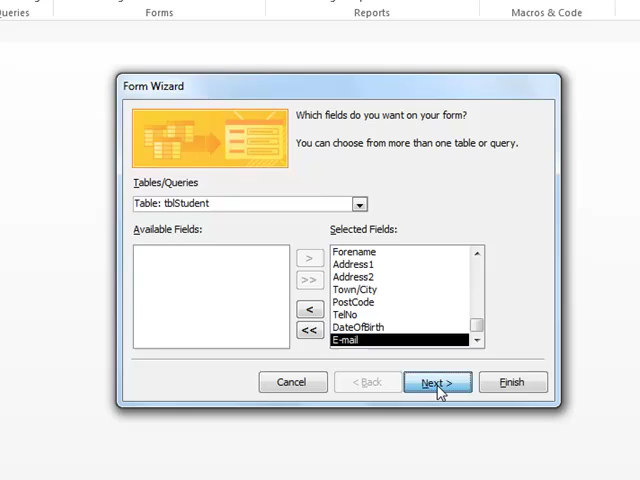 Forms
Reports
Macros & Code
Form Wizard
Which fields do you want on your form?
You can choose from more than one table or query.
Tables/Queries
Table: tblStudent
Available Fields:
Selected Fields:
Forename
Address1
Address2
Town/City
PostCode
TelNo
DateOfBirth
E-mail
>
>>
<
<<
Cancel
< Back
Next >
Finish